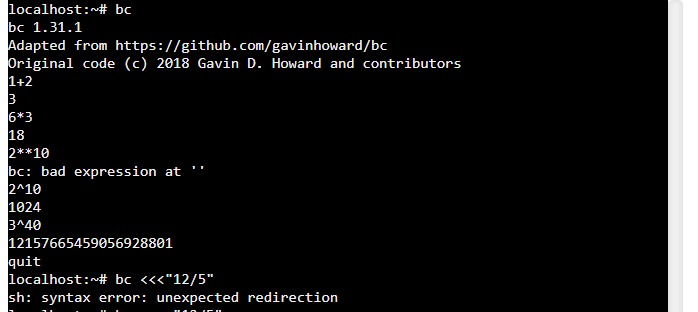 localhost:~# bc
bc 1.31.1
Adapted from https://github.com/gavinhoward/bc
Original code (c) 2018 Gavin D. Howard and contributors
1+2
3
6*3
18
2**10
bc: bad expression at ''
2^10
1024
3^40
12157665459056928801
quit
localhost:~# bc <<<"12/5"
sh: syntax error: unexpected redirection